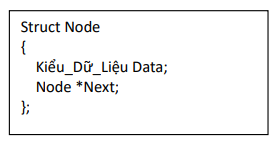 Struct Node
{
Kiểu_Dữ_Liệu Data;
Node *Next;
};